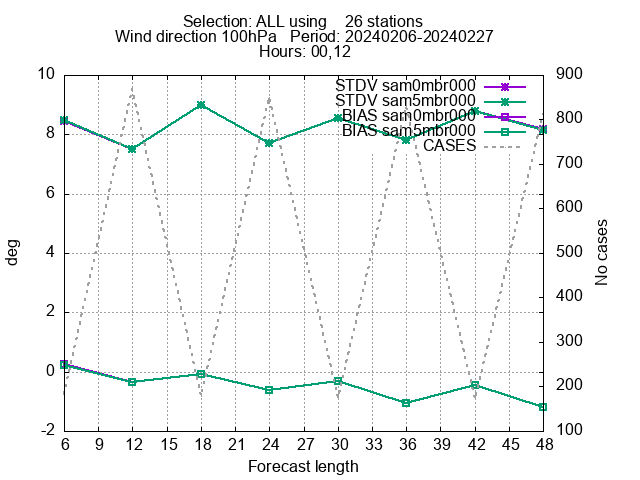 Selection: ALL using    26 stations
Wind direction 100hPa   Period: 20240206-20240227
Hours: 00,12
STDV sam0mbr000
STDV sam5mbr000
BIAS sam0mbr000
BIAS sam5mbr000
CASES
10
8
6
4
2
0
-2
deg
900
800
700
600
500
400
300
200
100
No cases
6 9 12 15 18 21 24 27 30 33 36 39 42 45 48
Forecast length